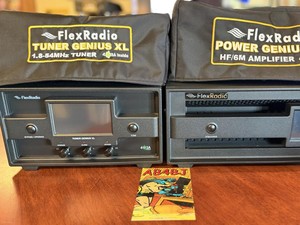 FlexRadio
TUNER GENIUS XL
1.8-54MHz TUNER
FlexRadio
POWER GENIUS
HF/6M AMPLIFIER
FlexRadio
FlexRadio
AB4BJ